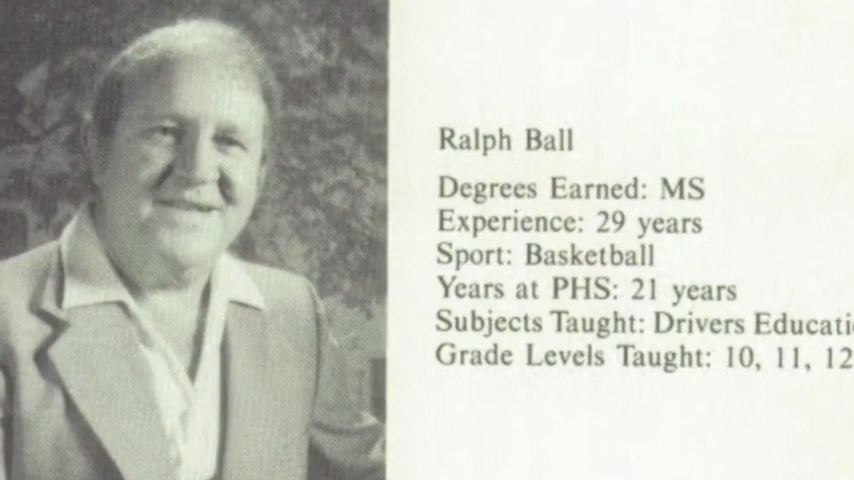 Ralph Ball
Degrees Earned: MS
Experience: 29 years
Sport: Basketball
Years at PHS: 21 years
Subjects Taught: Drivers Educati
Grade Levels Taught: 10, 11, 12